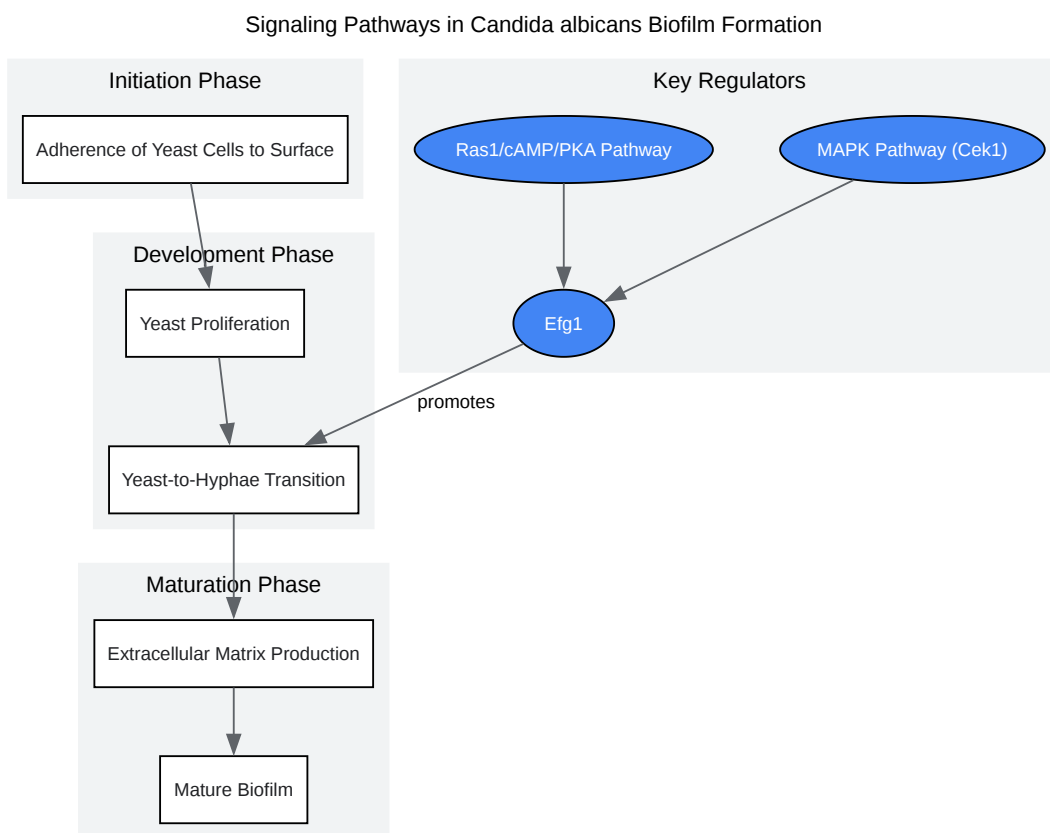 Signaling Pathways in Candida albicans Biofilm Formation
Initiation Phase
Adherence of Yeast Cells to Surface
Key Regulators
Ras1/cAMP/PKA Pathway
MAPK Pathway (Cek1)
Development Phase
Yeast Proliferation
Efg1
promotes
Yeast-to-Hyphae Transition
Maturation Phase
Extracellular Matrix Production
Mature Biofilm